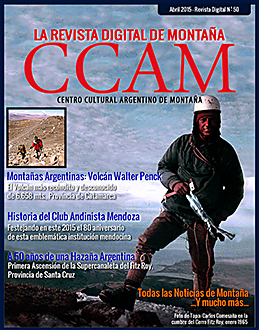 Abril 2015 - Revista Digital N°50
LA REVISTA DIGITAL DE MONTAÑA
CCAM
CENTRO CULTURAL ARGENTINO DE MONTAÑA
Montañas Argentinas: Volcán Walter Penck
El Volcán más recóndito y desconocido
de 6.658 mts., Provincia de Catamarca
Historia del Club Andinista Mendoza
Festejando en este 2015 el 80 aniversario
de esta emblemática institución mendocina
A 50 años de una Hazaña Argentina
Primera Ascensión de la Supercanaleta del Fitz Roy,
Provincia de Santa Cruz
Todas las Noticias de Montaña
...Y mucho más...
Foto de Tapa: Carlos Comesaña en la
cumbre del Cerro Fitz Roy, enero 1965